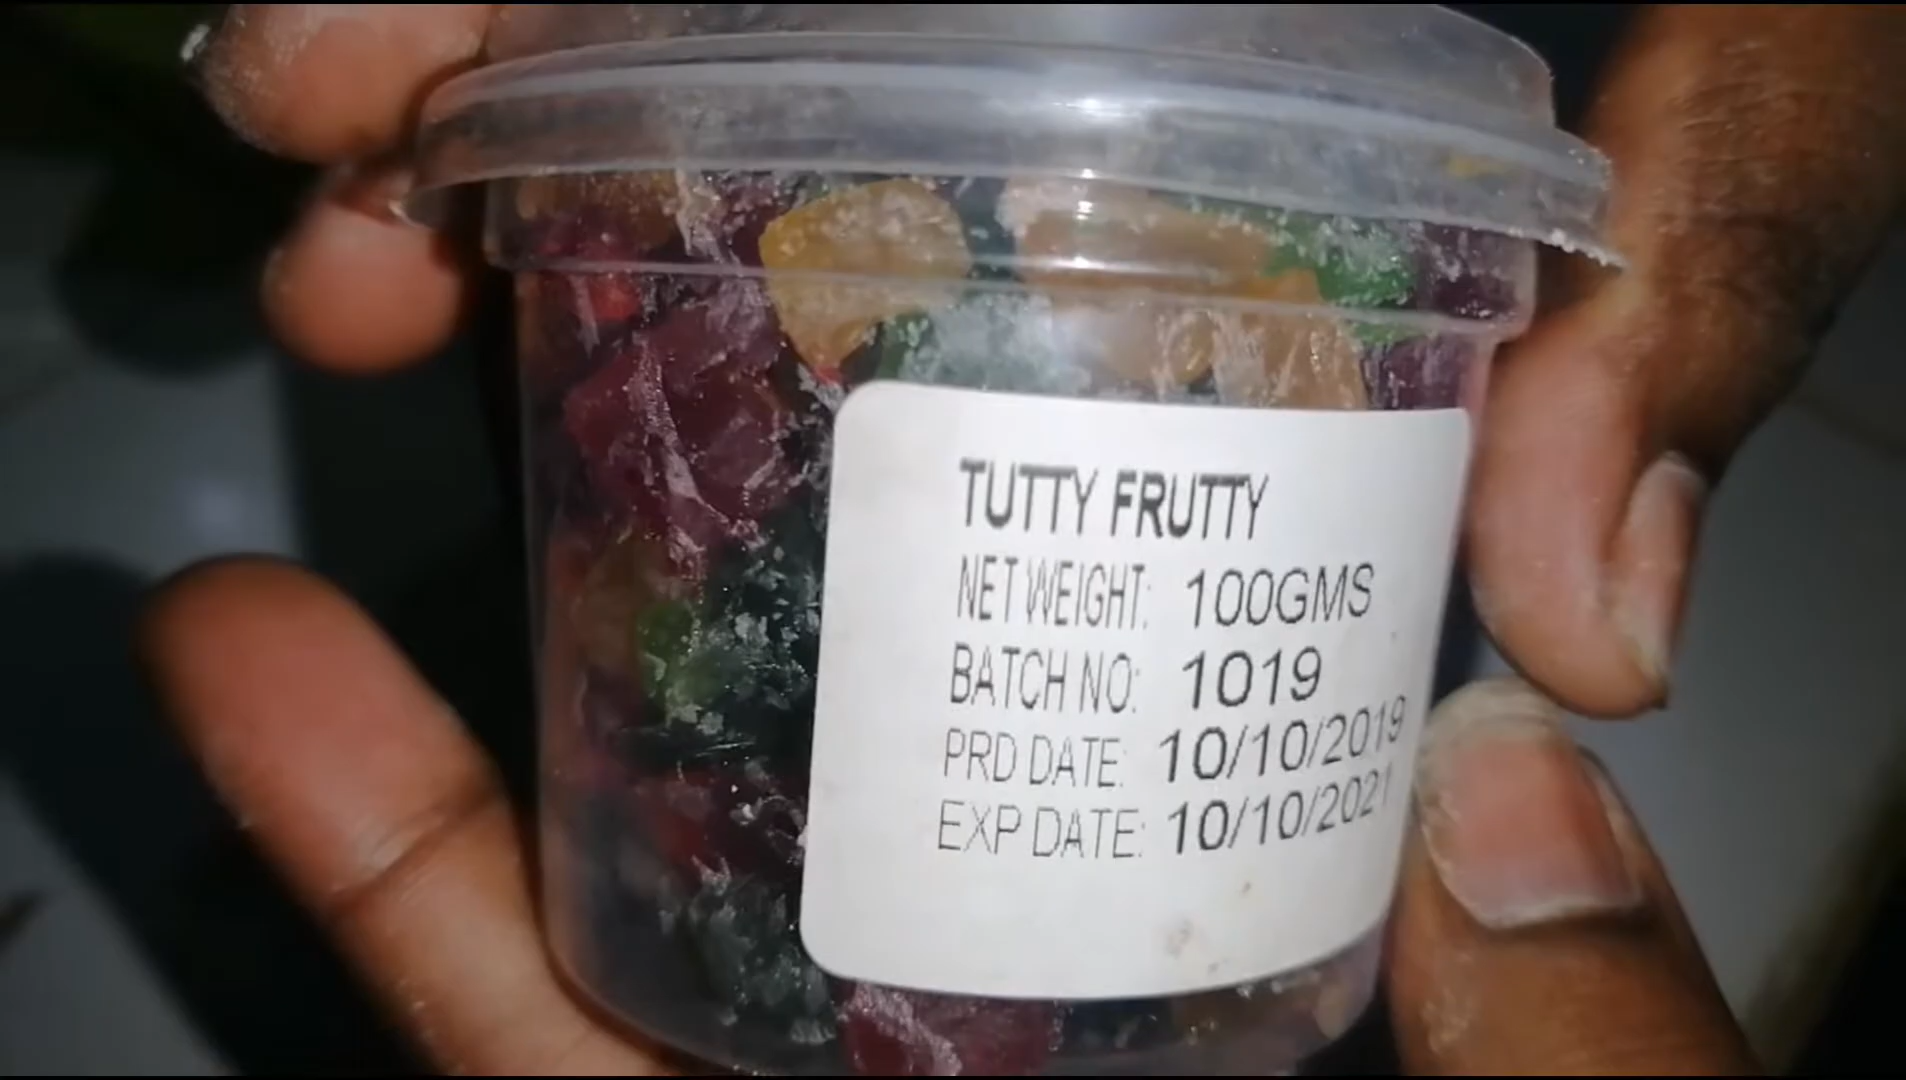 TUTTY FRUTTY
NET WEIGHT: 100GMS
BATCH NO: 1019
PRD DATE: 10/10/2019
EXP DATE: 10/10/2021